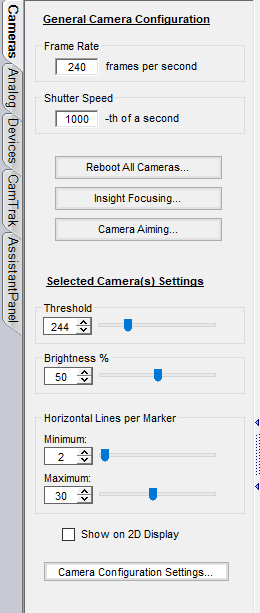 Cameras
Analog
Devices
CamTrak
AssistantPanel
General Camera Configuration
Frame Rate
240 frames per second
Shutter Speed
1000 -th of a second
Reboot All Cameras...
Insight Focusing...
Camera Aiming...
Selected Camera(s) Settings
Threshold
244
Brightness %
50
Horizontal Lines per Marker
Minimum:
2
Maximum:
30
Show on 2D Display
Camera Configuration Settings...